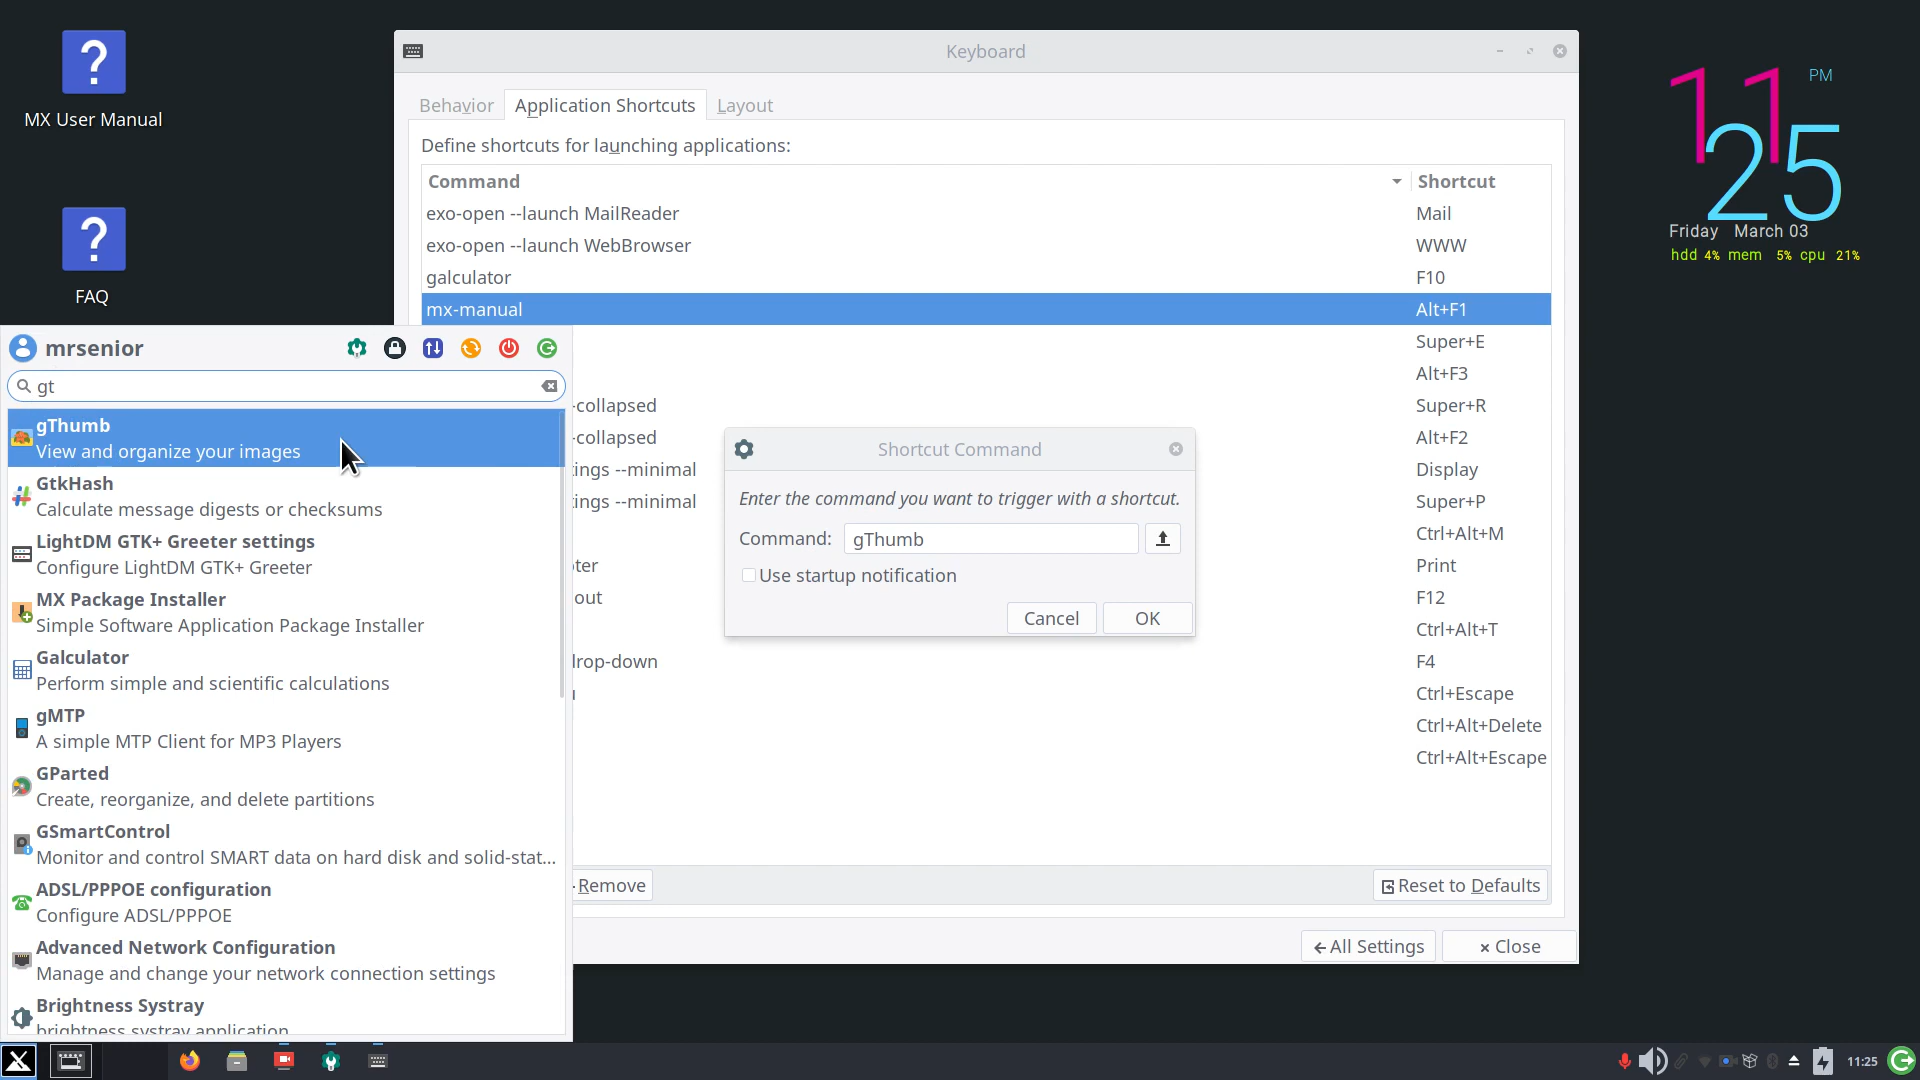 MX User Manual
FAQ
Keyboard
Behavior
Application Shortcuts
Layout
Define shortcuts for launching applications:
Command
Shortcut
exo-open --launch MailReader
Mail
exo-open --launch WebBrowser
WWW
galculator
F10
mx-manual
Alt+F1
Super+E
Alt+F3
-collapsed
Super+R
-collapsed
Alt+F2
ings --minimal
Display
ings --minimal
Super+P
Ctrl+Alt+M
ter
Print
out
F12
Ctrl+Alt+T
rop-down
F4
Ctrl+Escape
Ctrl+Alt+Delete
Ctrl+Alt+Escape
Remove
Reset to Defaults
All Settings
Close
mrsenior
gt
gThumb
View and organize your images
GtkHash
Calculate message digests or checksums
LightDM GTK+ Greeter settings
Configure LightDM GTK+ Greeter
MX Package Installer
Simple Software Application Package Installer
Galculator
Perform simple and scientific calculations
gMTP
A simple MTP Client for MP3 Players
GParted
Create, reorganize, and delete partitions
GSmartControl
Monitor and control SMART data on hard disk and solid-stat...
ADSL/PPPOE configuration
Configure ADSL/PPPOE
Advanced Network Configuration
Manage and change your network connection settings
Brightness Systray
brightness systray application
Shortcut Command
Enter the command you want to trigger with a shortcut.
Command:
gThumb
Use startup notification
Cancel
OK
11
PM
25
Friday March 03
hdd 4% mem 5% cpu 21%
11:25